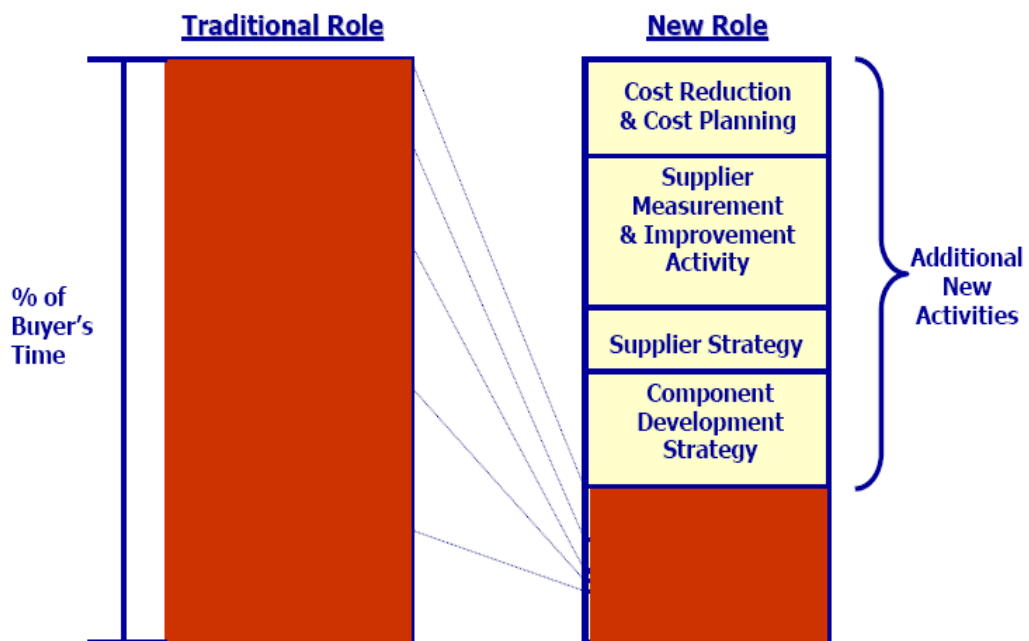 Traditional Role
New Role
Cost Reduction
& Cost Planning
Supplier
Measurement
& Improvement
Activity
Supplier Strategy
Component
Development
Strategy
% of
Buyer’s
Time
Additional
New
Activities